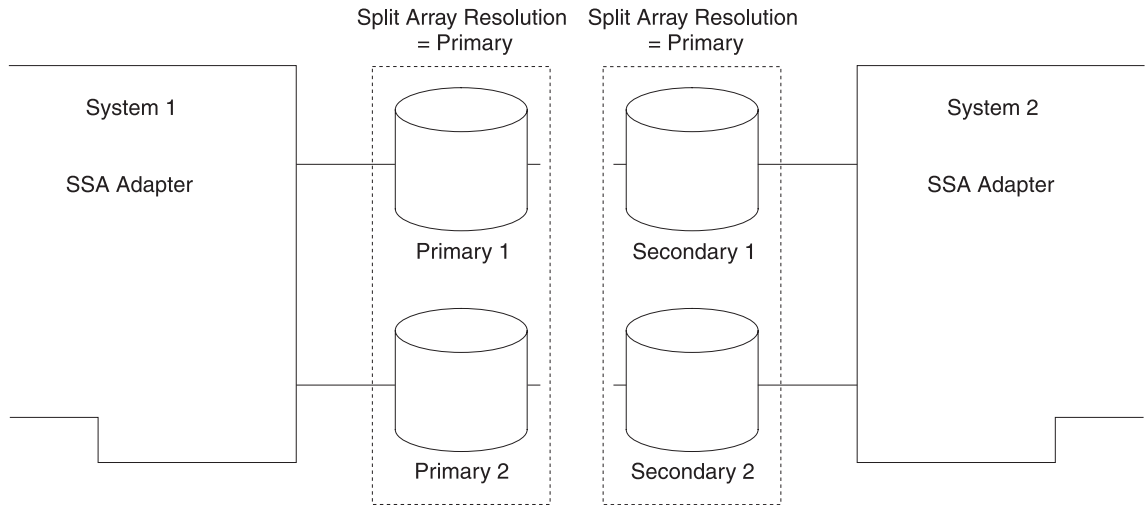 Split Array Resolution
= Primary
Split Array Resolution
= Primary
System 1
SSA Adapter
System 2
SSA Adapter
Primary 1
Secondary 1
Primary 2
Secondary 2